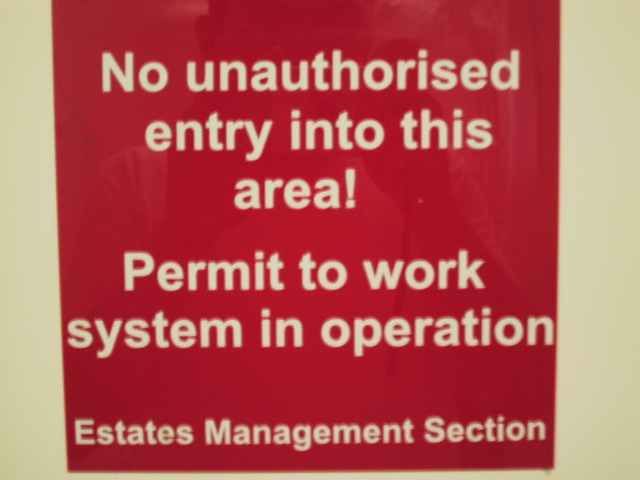 No unauthorised
entry into this
area!
Permit to work
system in operation
Estates Management Section